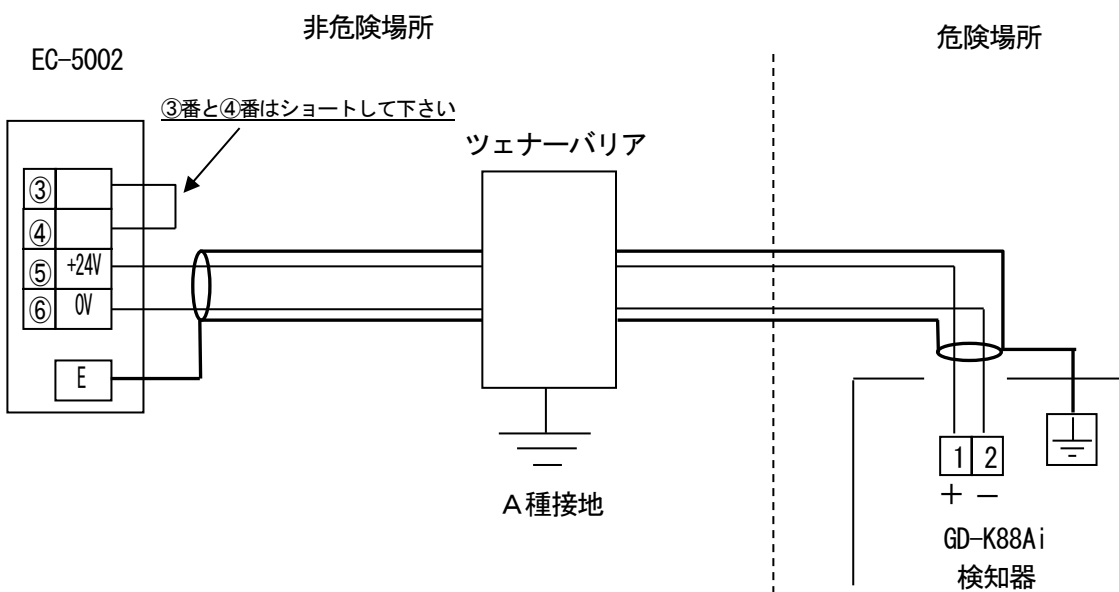 非危険場所
危険場所
EC-5002
③番と④番はショートして下さい
ツェナーバリア
③
④
⑤ +24V
⑥ 0V
E
A種接地
1 2
+ −
GD-K88Ai
検知器